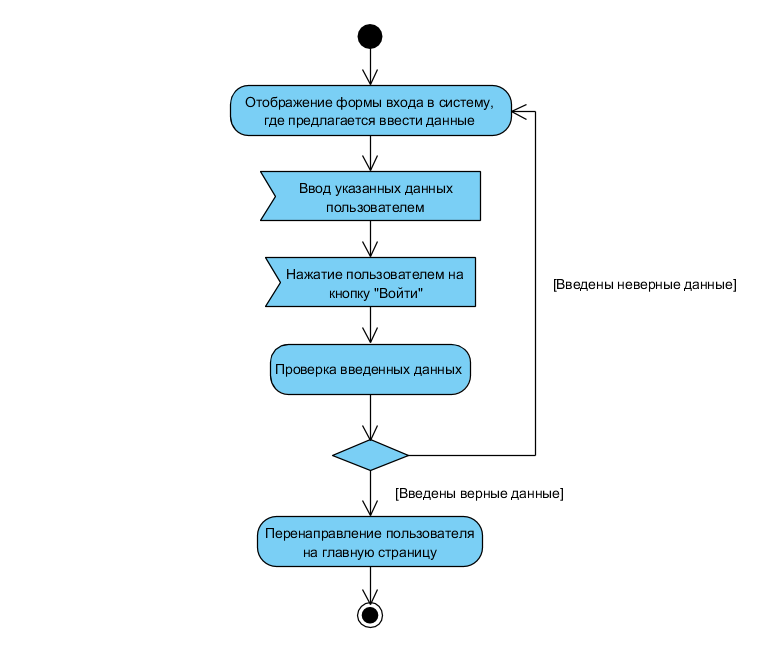 Отображение формы входа в систему,
где предлагается ввести данные
Ввод указанных данных
пользователем
Нажатие пользователем на
кнопку "Войти"
[Введены неверные данные]
Проверка введенных данных
[Введены верные данные]
Перенаправление пользователя
на главную страницу